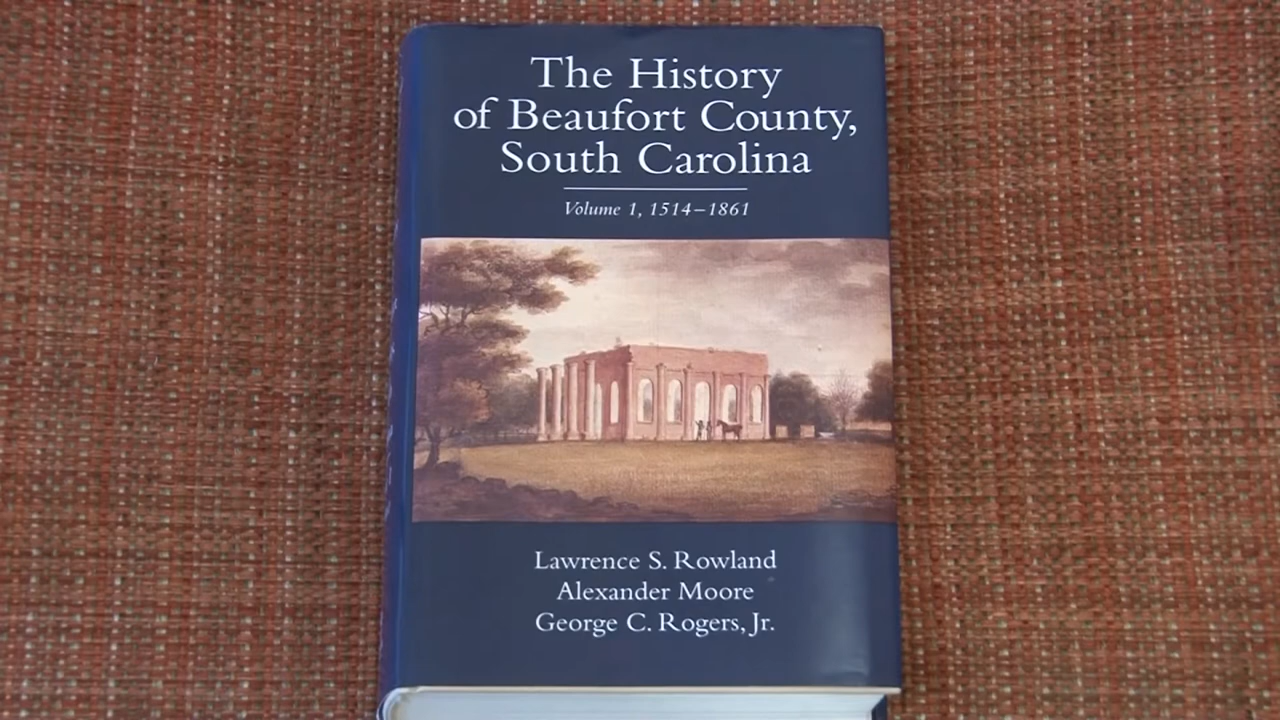 The History
of Beaufort County,
South Carolina
Volume 1, 1514–1861
Lawrence S. Rowland
Alexander Moore
George C. Rogers, Jr.